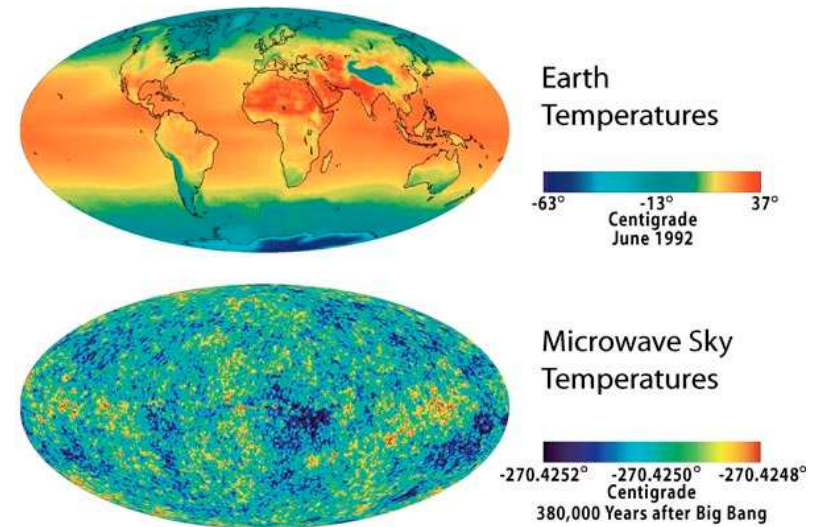 Earth
Temperatures
-63° -13° 37°
Centigrade
June 1992
Microwave Sky
Temperatures
-270.4252° -270.4250° -270.4248°
Centigrade
380,000 Years after Big Bang